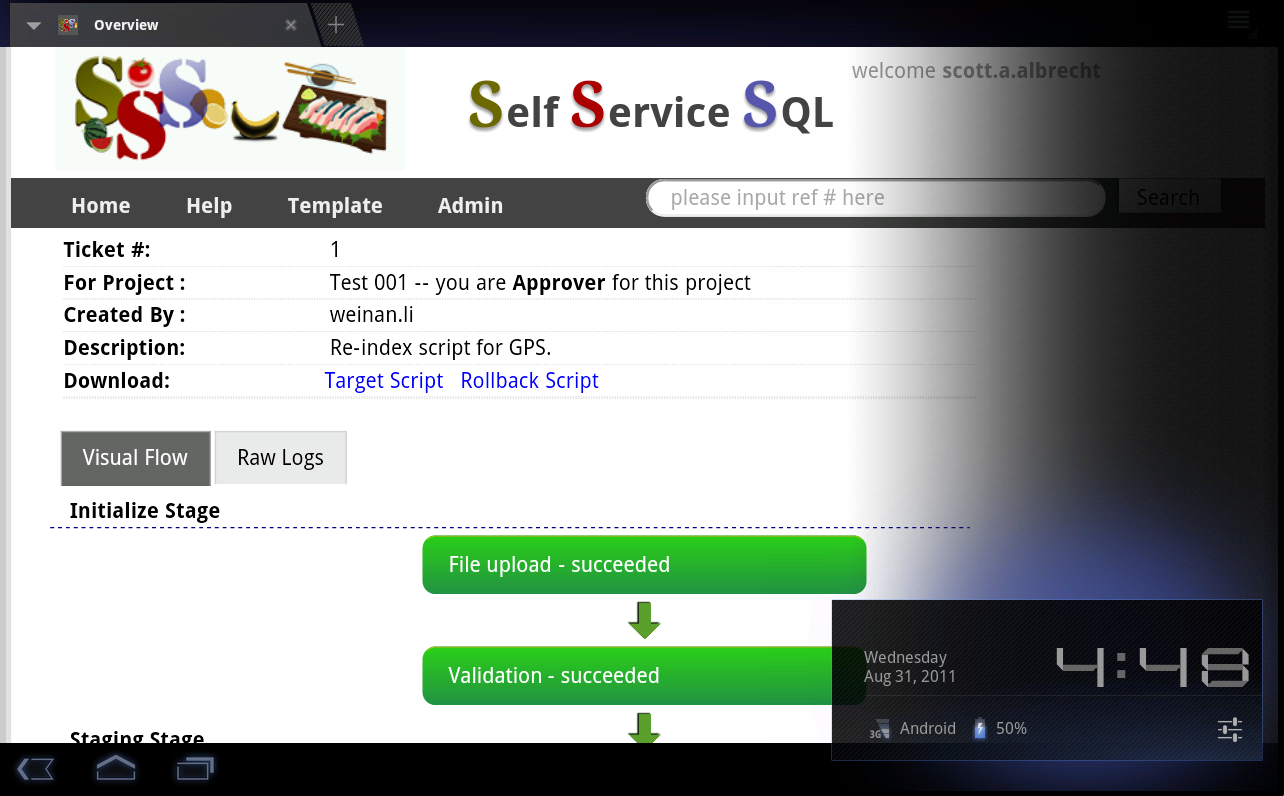 Overview
SSS
welcome scott.a.albrecht
Self Service SQL
Home Help Template Admin
please input ref # here
Search
Ticket #: 1
For Project : Test 001 -- you are Approver for this project
Created By : weinan.li
Description: Re-index script for GPS.
Download: Target Script Rollback Script
Visual Flow Raw Logs
Initialize Stage
File upload - succeeded
Validation - succeeded
Staging Stage
Wednesday
Aug 31, 2011
4:48
3G Android 50%